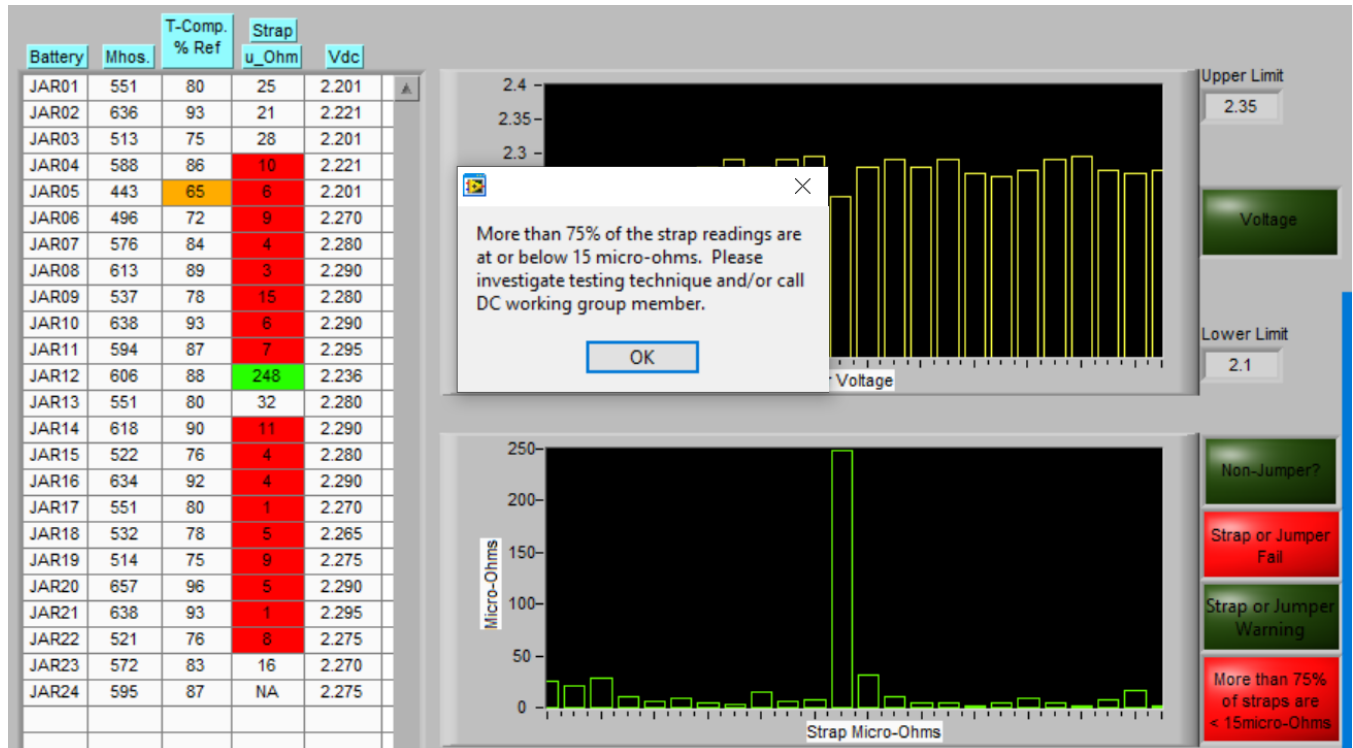 T-Comp. Strap
Battery Mhos. % Ref u_Ohm Vdc
JAR01 551 80 25 2.201
JAR02 636 93 21 2.221
JAR03 513 75 28 2.201
JAR04 588 86 10 2.221
JAR05 443 65 6 2.201
JAR06 496 72 9 2.270
JAR07 576 84 4 2.280
JAR08 613 89 3 2.290
JAR09 537 78 15 2.280
JAR10 638 93 6 2.290
JAR11 594 87 7 2.295
JAR12 606 88 248 2.236
JAR13 551 80 32 2.280
JAR14 618 90 11 2.290
JAR15 522 76 4 2.280
JAR16 634 92 4 2.290
JAR17 551 80 1 2.270
JAR18 532 78 5 2.265
JAR19 514 75 9 2.275
JAR20 657 96 5 2.290
JAR21 638 93 1 2.295
JAR22 521 76 8 2.275
JAR23 572 83 16 2.270
JAR24 595 87 NA 2.275
2.4
2.35
2.3
More than 75% of the strap readings are
at or below 15 micro-ohms. Please
investigate testing technique and/or call
DC working group member.
OK
Voltage
Upper Limit
2.35
Voltage
Lower Limit
2.1
250
200
150
100
50
0
Micro-Ohms
Strap Micro-Ohms
Non-Jumper?
Strap or Jumper
Fail
Strap or Jumper
Warning
More than 75%
of straps are
< 15micro-Ohms